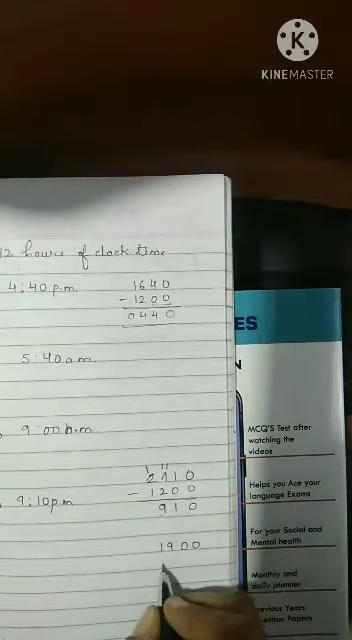 K
KINEMASTER
12 hours of clock time
4:40 p.m. 1640
- 1200
0440
5:40 a.m.
9:00 p.m
2110
9:10 p.m - 1200
910
1900
ES
N
MCQ'S Test after
watching the
videos
Helps you Ace your
language Exams
For your Social and
Mental health
Monthly and
daily planner
Previous Years
Question Papers